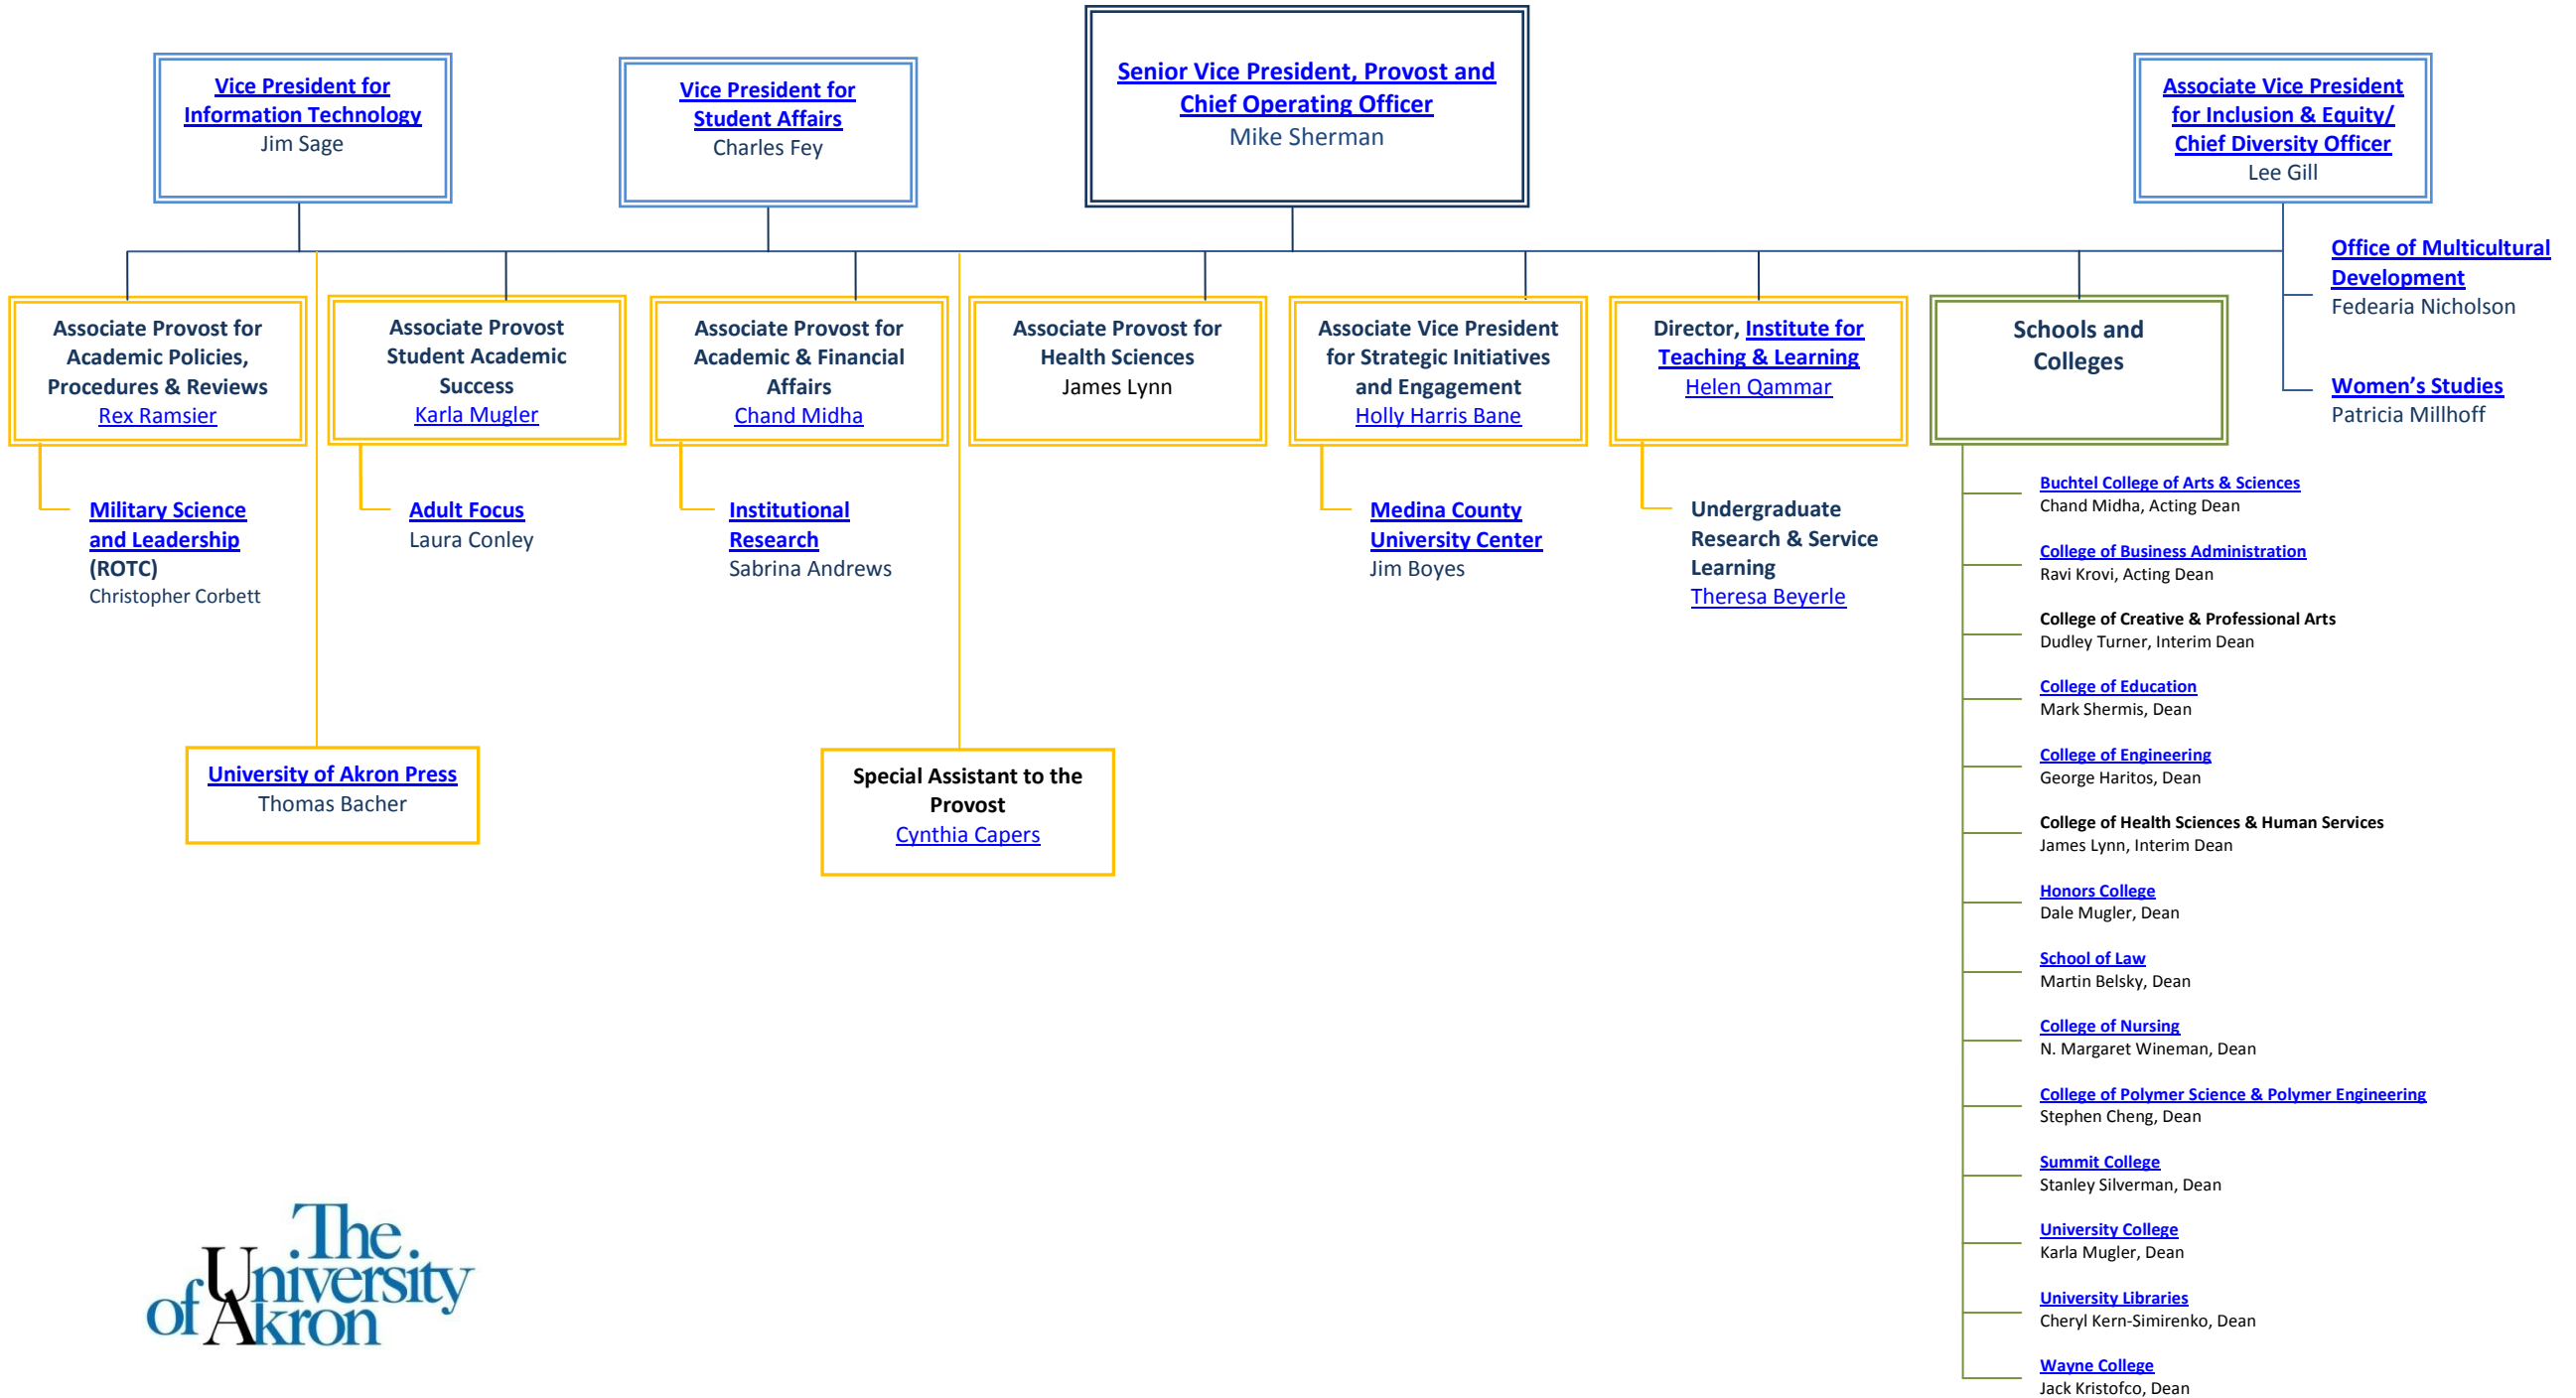 Vice President for
Information Technology
Jim Sage
Vice President for
Student Affairs
Charles Fey
Senior Vice President, Provost and
Chief Operating Officer
Mike Sherman
Associate Vice President
for Inclusion & Equity/
Chief Diversity Officer
Lee Gill
Office of Multicultural
Development
Fedearia Nicholson
Women’s Studies
Patricia Millhoff
Associate Provost for
Academic Policies,
Procedures & Reviews
Rex Ramsier
Associate Provost
Student Academic
Success
Karla Mugler
Associate Provost for
Academic & Financial
Affairs
Chand Midha
Associate Provost for
Health Sciences
James Lynn
Associate Vice President
for Strategic Initiatives
and Engagement
Holly Harris Bane
Director, Institute for
Teaching & Learning
Helen Qammar
Schools and
Colleges
Military Science
and Leadership
(ROTC)
Christopher Corbett
Adult Focus
Laura Conley
Institutional
Research
Sabrina Andrews
Medina County
University Center
Jim Boyes
Undergraduate
Research & Service
Learning
Theresa Beyerle
University of Akron Press
Thomas Bacher
Special Assistant to the
Provost
Cynthia Capers
Buchtel College of Arts & Sciences
Chand Midha, Acting Dean
College of Business Administration
Ravi Krovi, Acting Dean
College of Creative & Professional Arts
Dudley Turner, Interim Dean
College of Education
Mark Shermis, Dean
College of Engineering
George Haritos, Dean
College of Health Sciences & Human Services
James Lynn, Interim Dean
Honors College
Dale Mugler, Dean
School of Law
Martin Belsky, Dean
College of Nursing
N. Margaret Wineman, Dean
College of Polymer Science & Polymer Engineering
Stephen Cheng, Dean
Summit College
Stanley Silverman, Dean
University College
Karla Mugler, Dean
University Libraries
Cheryl Kern-Simirenko, Dean
Wayne College
Jack Kristofco, Dean
.The.
University
of Akron